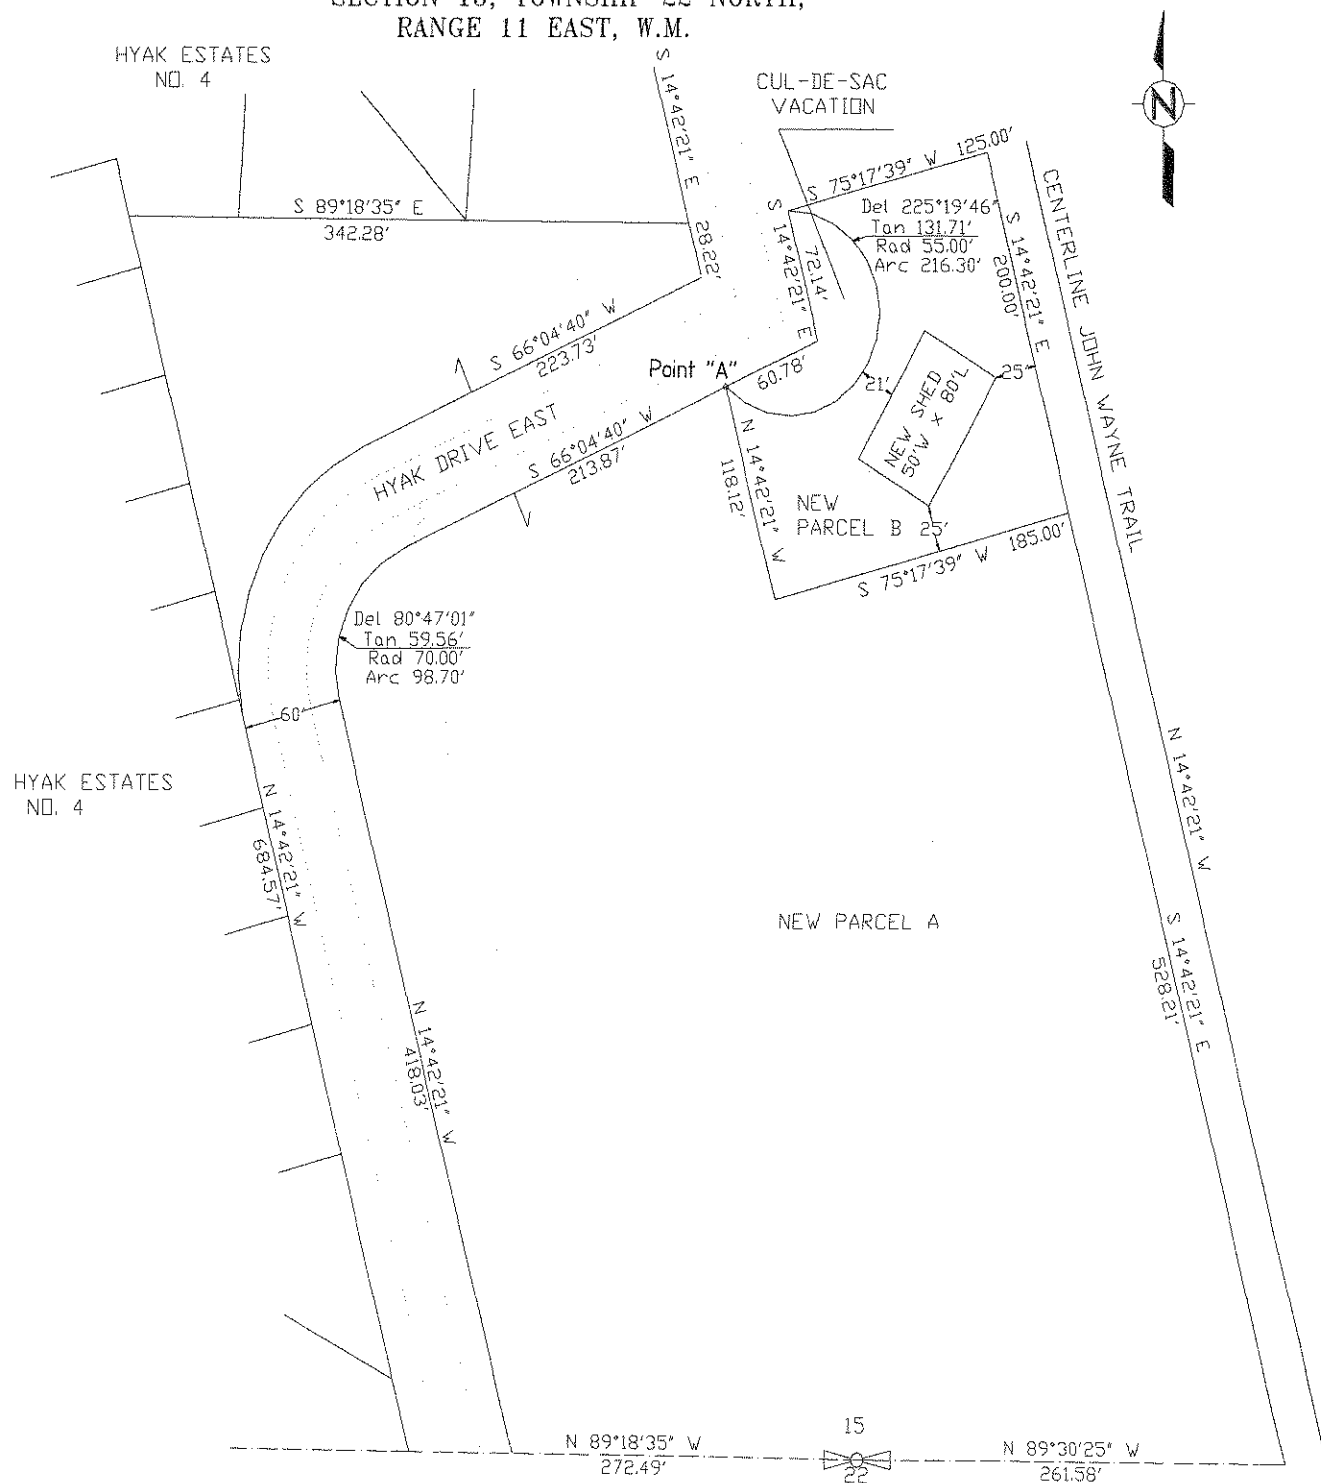 RANGE 11 EAST, W.M.
HYAK ESTATES
NO. 4
S 14°42'21" E
28.22'
CUL-DE-SAC
VACATION
N
S 75°17'39" W 125.00'
S 89°18'35" E
342.28'
S 14°42'21" E
72.14'
Del 225°19'46"
Tan 131.71'
Rad 55.00'
Arc 216.30'
S 14°42'21" E
200.00'
CENTERLINE JOHN WAYNE TRAIL
S 66°04'40" W
223.73'
Point "A"
60.78'
21'
NEW SHED
50'W x 80'L
25'
HYAK DRIVE EAST
S 66°04'40" W
213.87'
N 14°42'21" W
118.12'
NEW
PARCEL B
25'
S 75°17'39" W 185.00'
Del 80°47'01"
Tan 59.56'
Rad 70.00'
Arc 98.70'
60'
HYAK ESTATES
NO. 4
N 14°42'21" W
684.57'
N 14°42'21" W
NEW PARCEL A
S 14°42'21" E
528.21'
N 14°42'21" W
418.03'
N 89°18'35" W
272.49'
15
22
N 89°30'25" W
261.58'